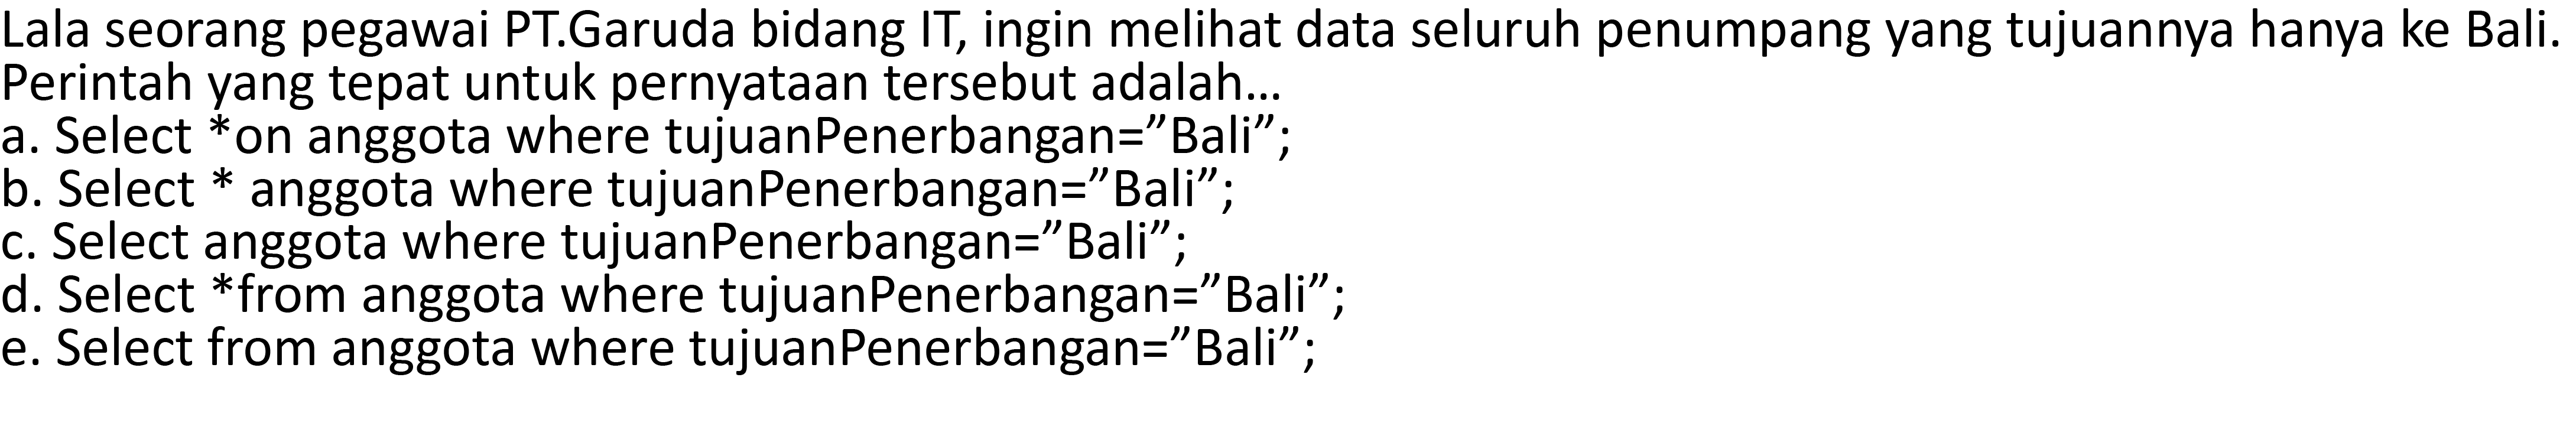 Lala seorang pegawai PT.Garuda bidang IT, ingin melihat data seluruh penumpang yang tujuannya hanya ke Bali.
Perintah yang tepat untuk pernyataan tersebut adalah...
a. Select *on anggota where tujuanPenerbangan=”Bali”;
b. Select * anggota where tujuanPenerbangan=”Bali”;
c. Select anggota where tujuanPenerbangan=”Bali”;
d. Select *from anggota where tujuanPenerbangan=”Bali”;
e. Select from anggota where tujuanPenerbangan=”Bali”;